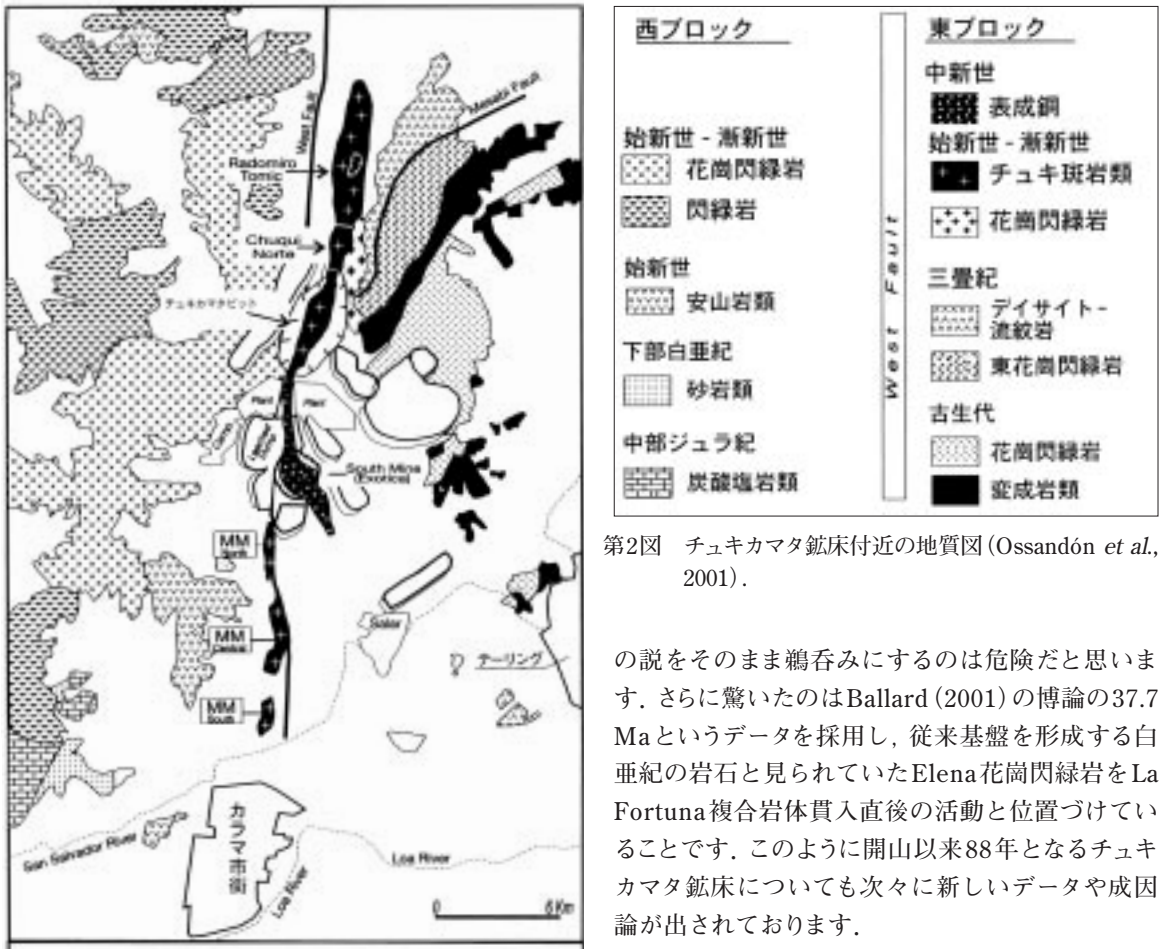 West Fault
Mesabi Fault
Radomiro
Tomic
Chuqui
Norte
チュキカマタピット
Plant
Plant
South Mine
(Exotica)
MM
North
MM
Central
MM
South
Salar
テーリング
カラマ市街
San Salvador River
Loa River
Loa River
0 6 Km
西ブロック
始新世 - 漸新世
花崗閃緑岩
閃緑岩
始新世
安山岩類
下部白亜紀
砂岩類
中部ジュラ紀
炭酸塩岩類
West Fault
東ブロック
中新世
表成鋼
始新世 - 漸新世
チュキ斑岩類
花崗閃緑岩
三畳紀
デイサイト -
流紋岩
東花崗閃緑岩
古生代
花崗閃緑岩
変成岩類
第2図 チュキカマタ鉱床付近の地質図(Ossandón et al.,
2001).
の説をそのまま鵜呑みにするのは危険だと思いま
す. さらに驚いたのはBallard (2001) の博論の37.7
Maというデータを採用し, 従来基盤を形成する白
亜紀の岩石と見られていたElena花崗閃緑岩をLa
Fortuna複合岩体貫入直後の活動と位置づけてい
ることです. このように開山以来88年となるチュキ
カマタ鉱床についても次々に新しいデータや成因
論が出されております.